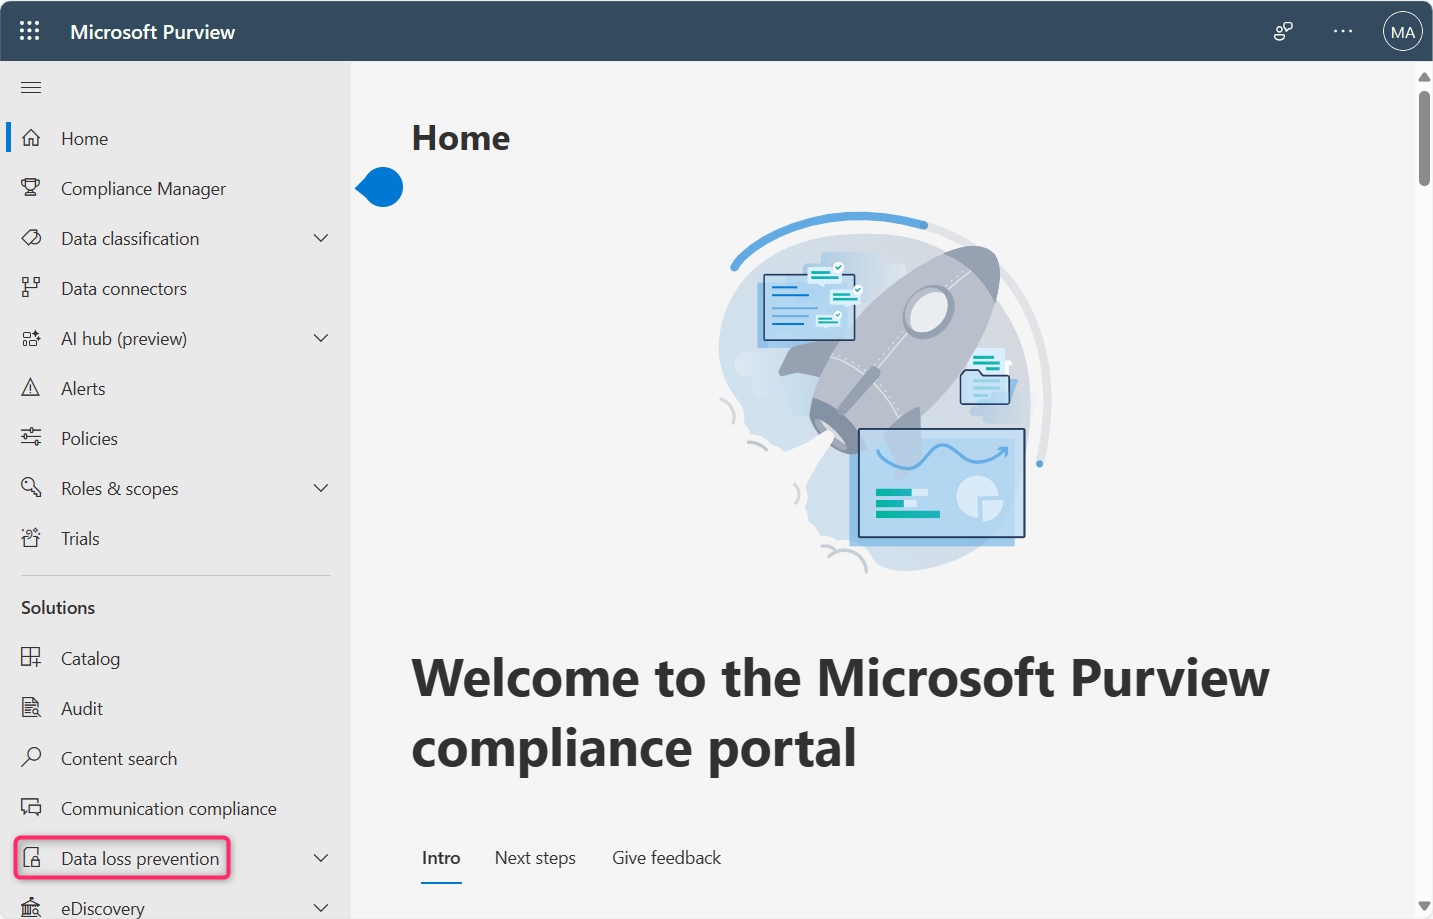 Microsoft Purview
MA
Home
Compliance Manager
Data classification
Data connectors
AI hub (preview)
Alerts
Policies
Roles & scopes
Trials
Solutions
Catalog
Audit
Content search
Communication compliance
Data loss prevention
eDiscovery
Home
Welcome to the Microsoft Purview
compliance portal
Intro
Next steps
Give feedback